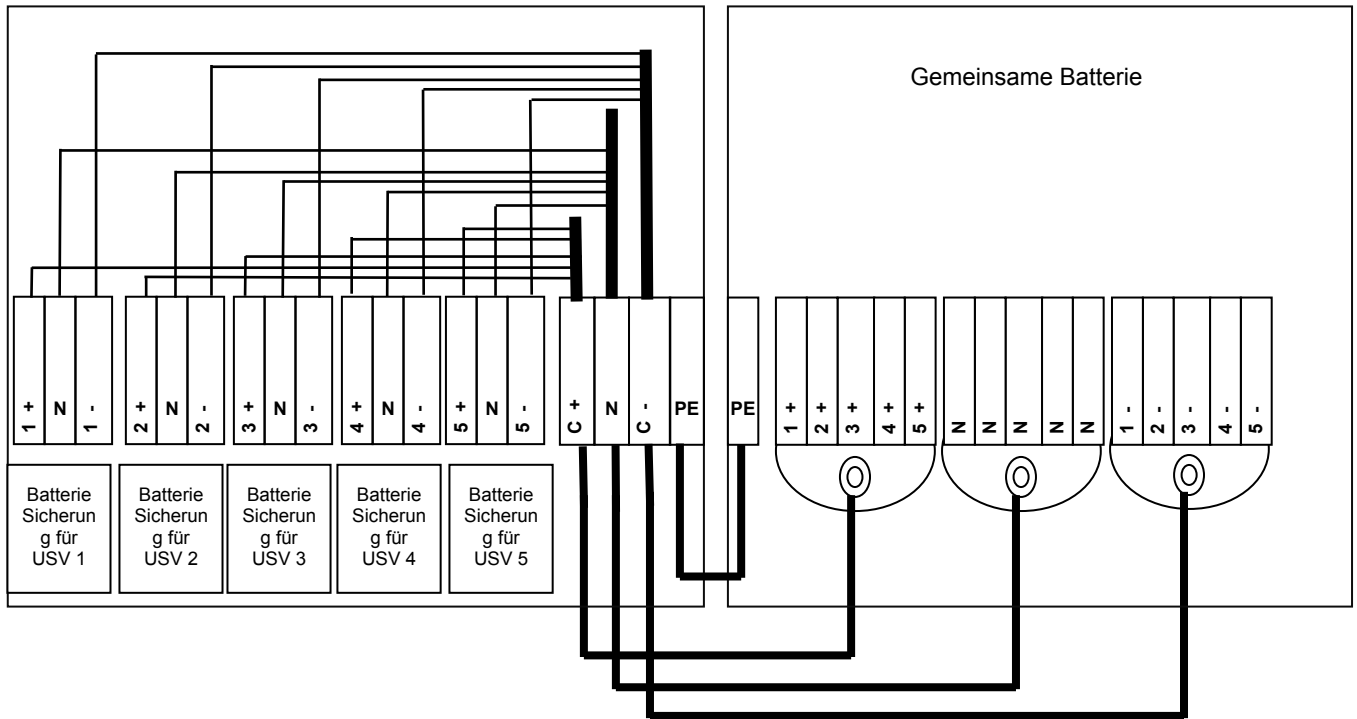 Gemeinsame Batterie
1 + N 1 - 2 + N 2 - 3 + N 3 - 4 + N 4 - 5 + N 5 - C + N C - PE PE 1 + 2 + 3 + 4 + 5 + N N N N N 1 - 2 - 3 - 4 - 5 -
Batterie
Sicherun
g für
USV 1
Batterie
Sicherun
g für
USV 2
Batterie
Sicherun
g für
USV 3
Batterie
Sicherun
g für
USV 4
Batterie
Sicherun
g für
USV 5